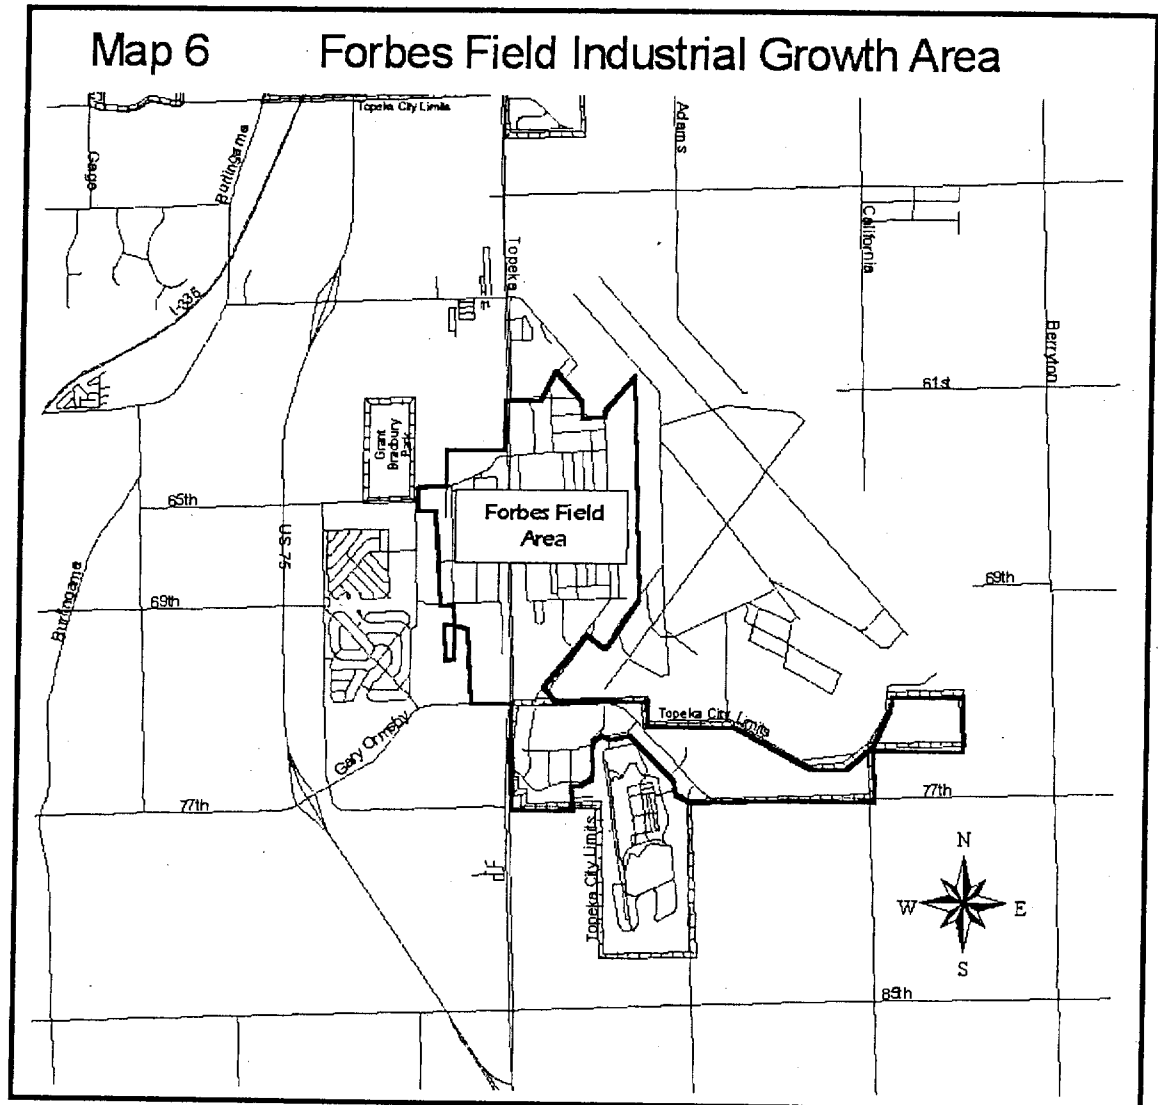 Map 6
Forbes Field Industrial Growth Area
Topeka City Limits
Adams
Gage
Burlingame
California
Topeka
I-335
Berryton
61st
Grant
Bradbury
Park
65th
Forbes Field
Area
US 75
69th
69th
Burlingame
Topeka City Limits
Gary Ormsby
77th
77th
Topeka City Limits
N
W
E
S
85th